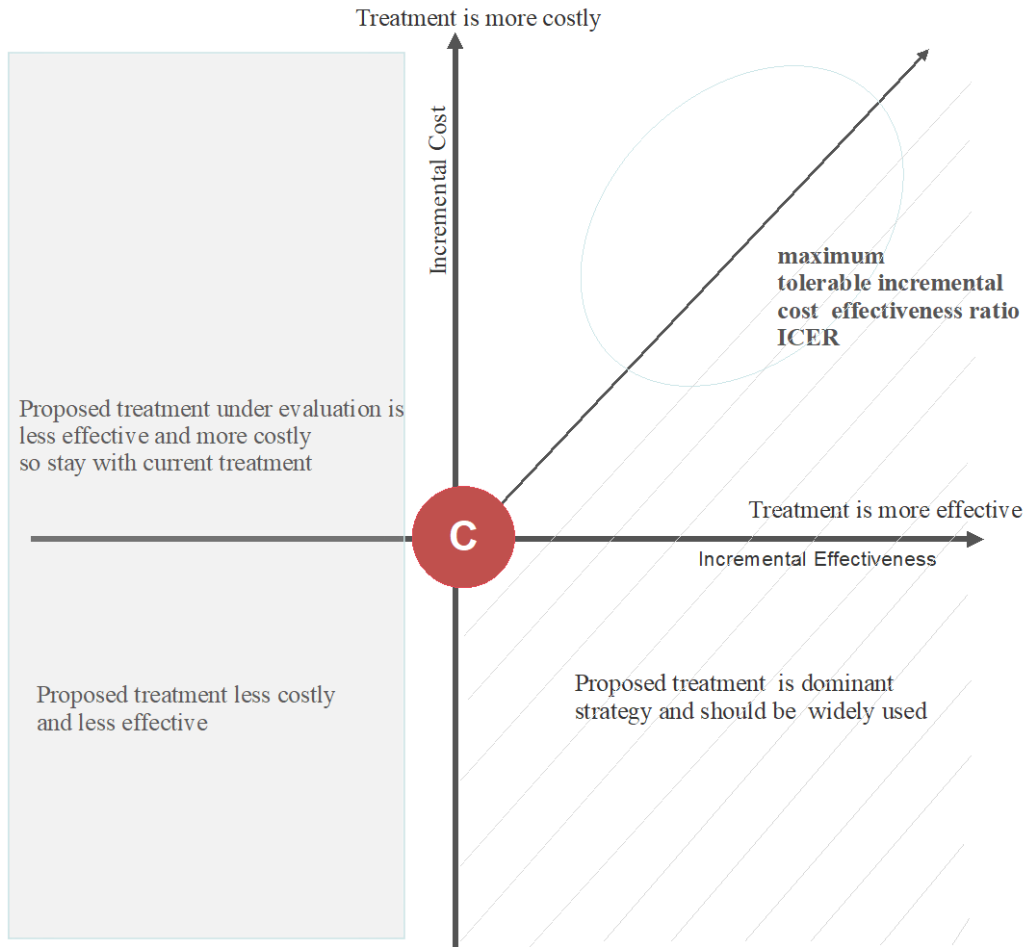 Treatment is more costly
Incremental Cost
maximum
tolerable incremental
cost effectiveness ratio
ICER
Proposed treatment under evaluation is
less effective and more costly
so stay with current treatment
C
Treatment is more effective
Incremental Effectiveness
Proposed treatment less costly
and less effective
Proposed treatment is dominant
strategy and should be widely used